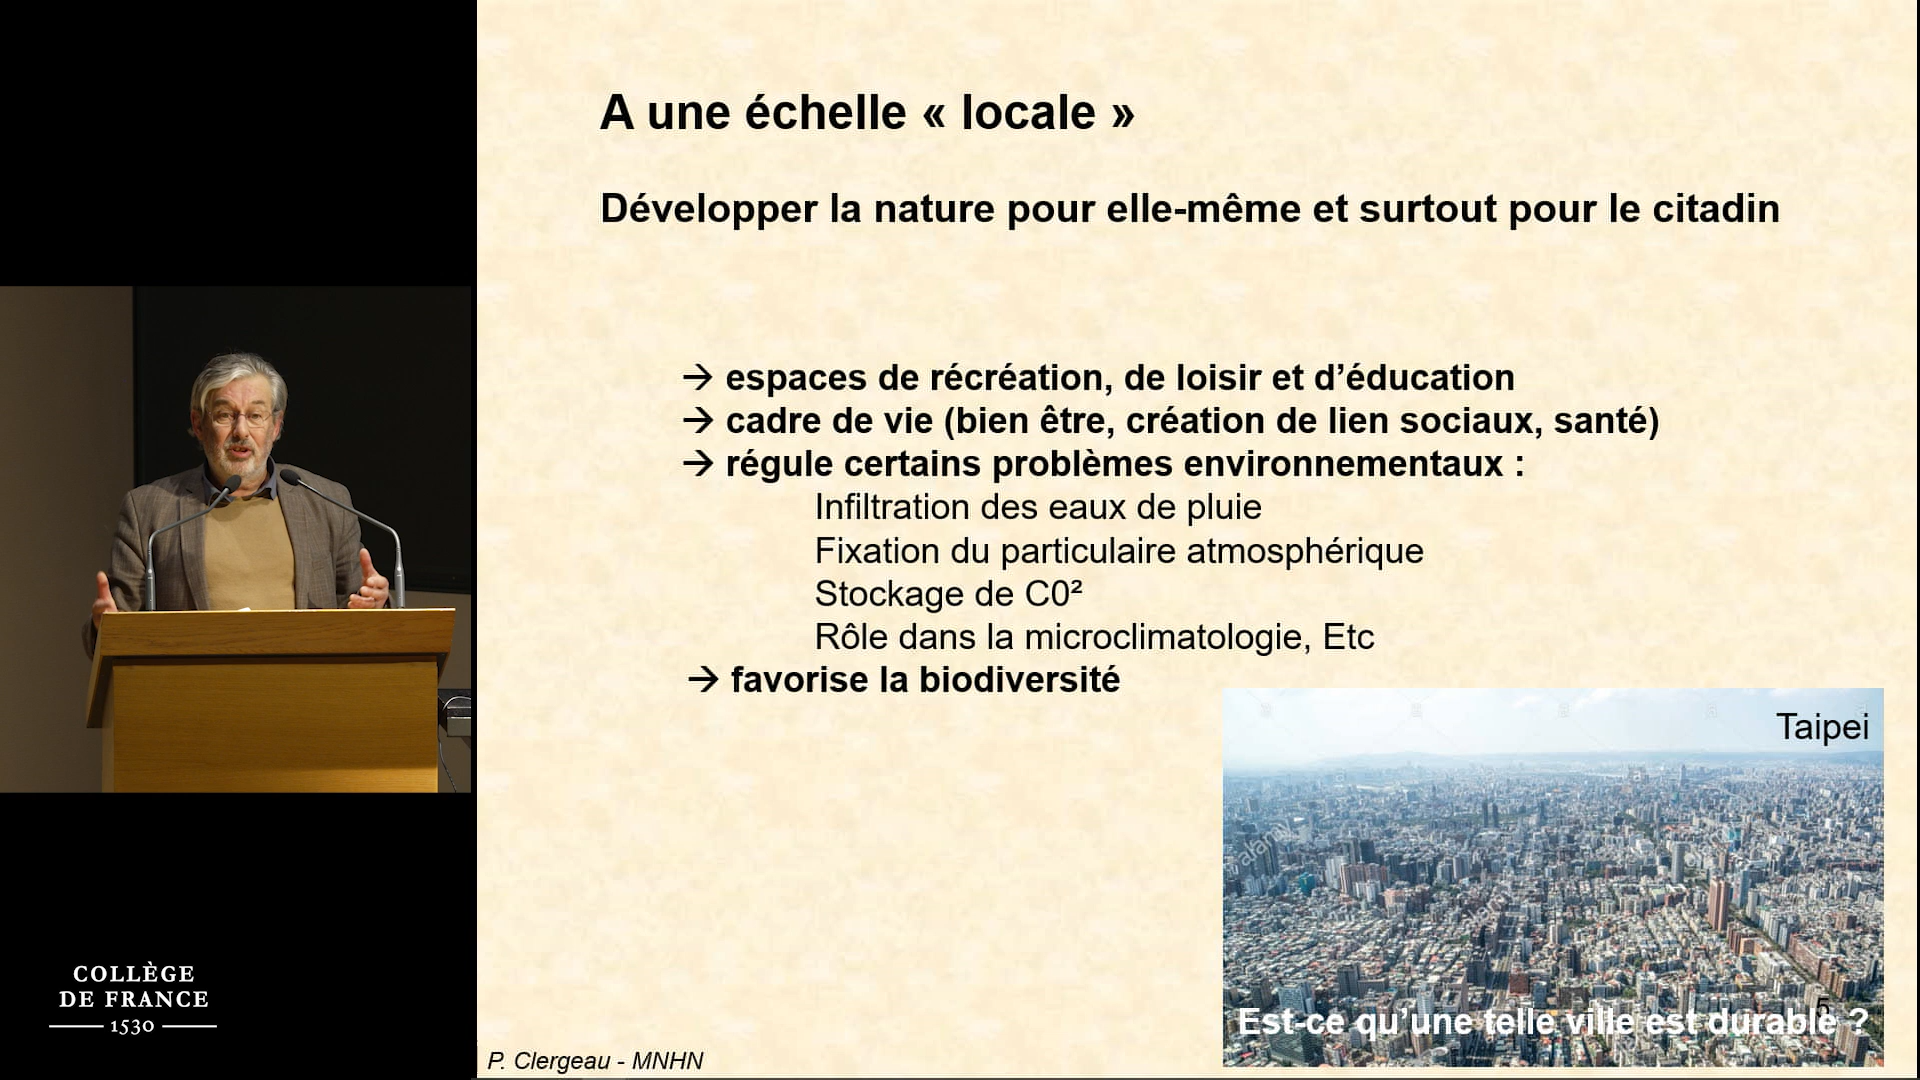 A une échelle « locale »
Développer la nature pour elle-même et surtout pour le citadin
→ espaces de récréation, de loisir et d’éducation
→ cadre de vie (bien être, création de lien sociaux, santé)
→ régule certains problèmes environnementaux :
Infiltration des eaux de pluie
Fixation du particulaire atmosphérique
Stockage de C0²
Rôle dans la microclimatologie, Etc
→ favorise la biodiversité
Taipei
alamy
5
Est-ce qu’une telle ville est durable ?
P. Clergeau - MNHN
COLLÈGE
DE FRANCE
1530